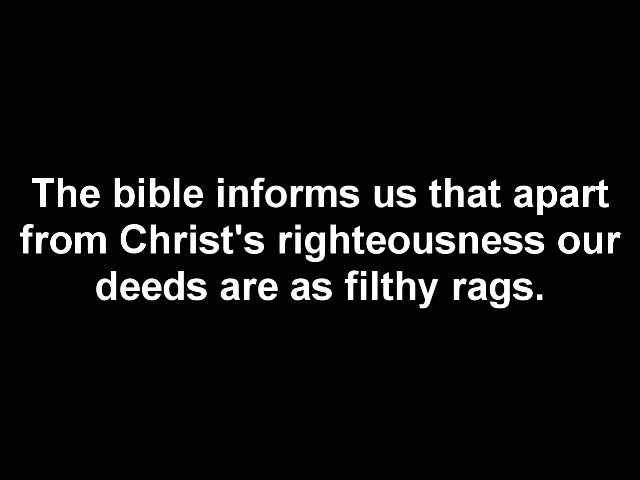 The bible informs us that apart
from Christ's righteousness our
deeds are as filthy rags.